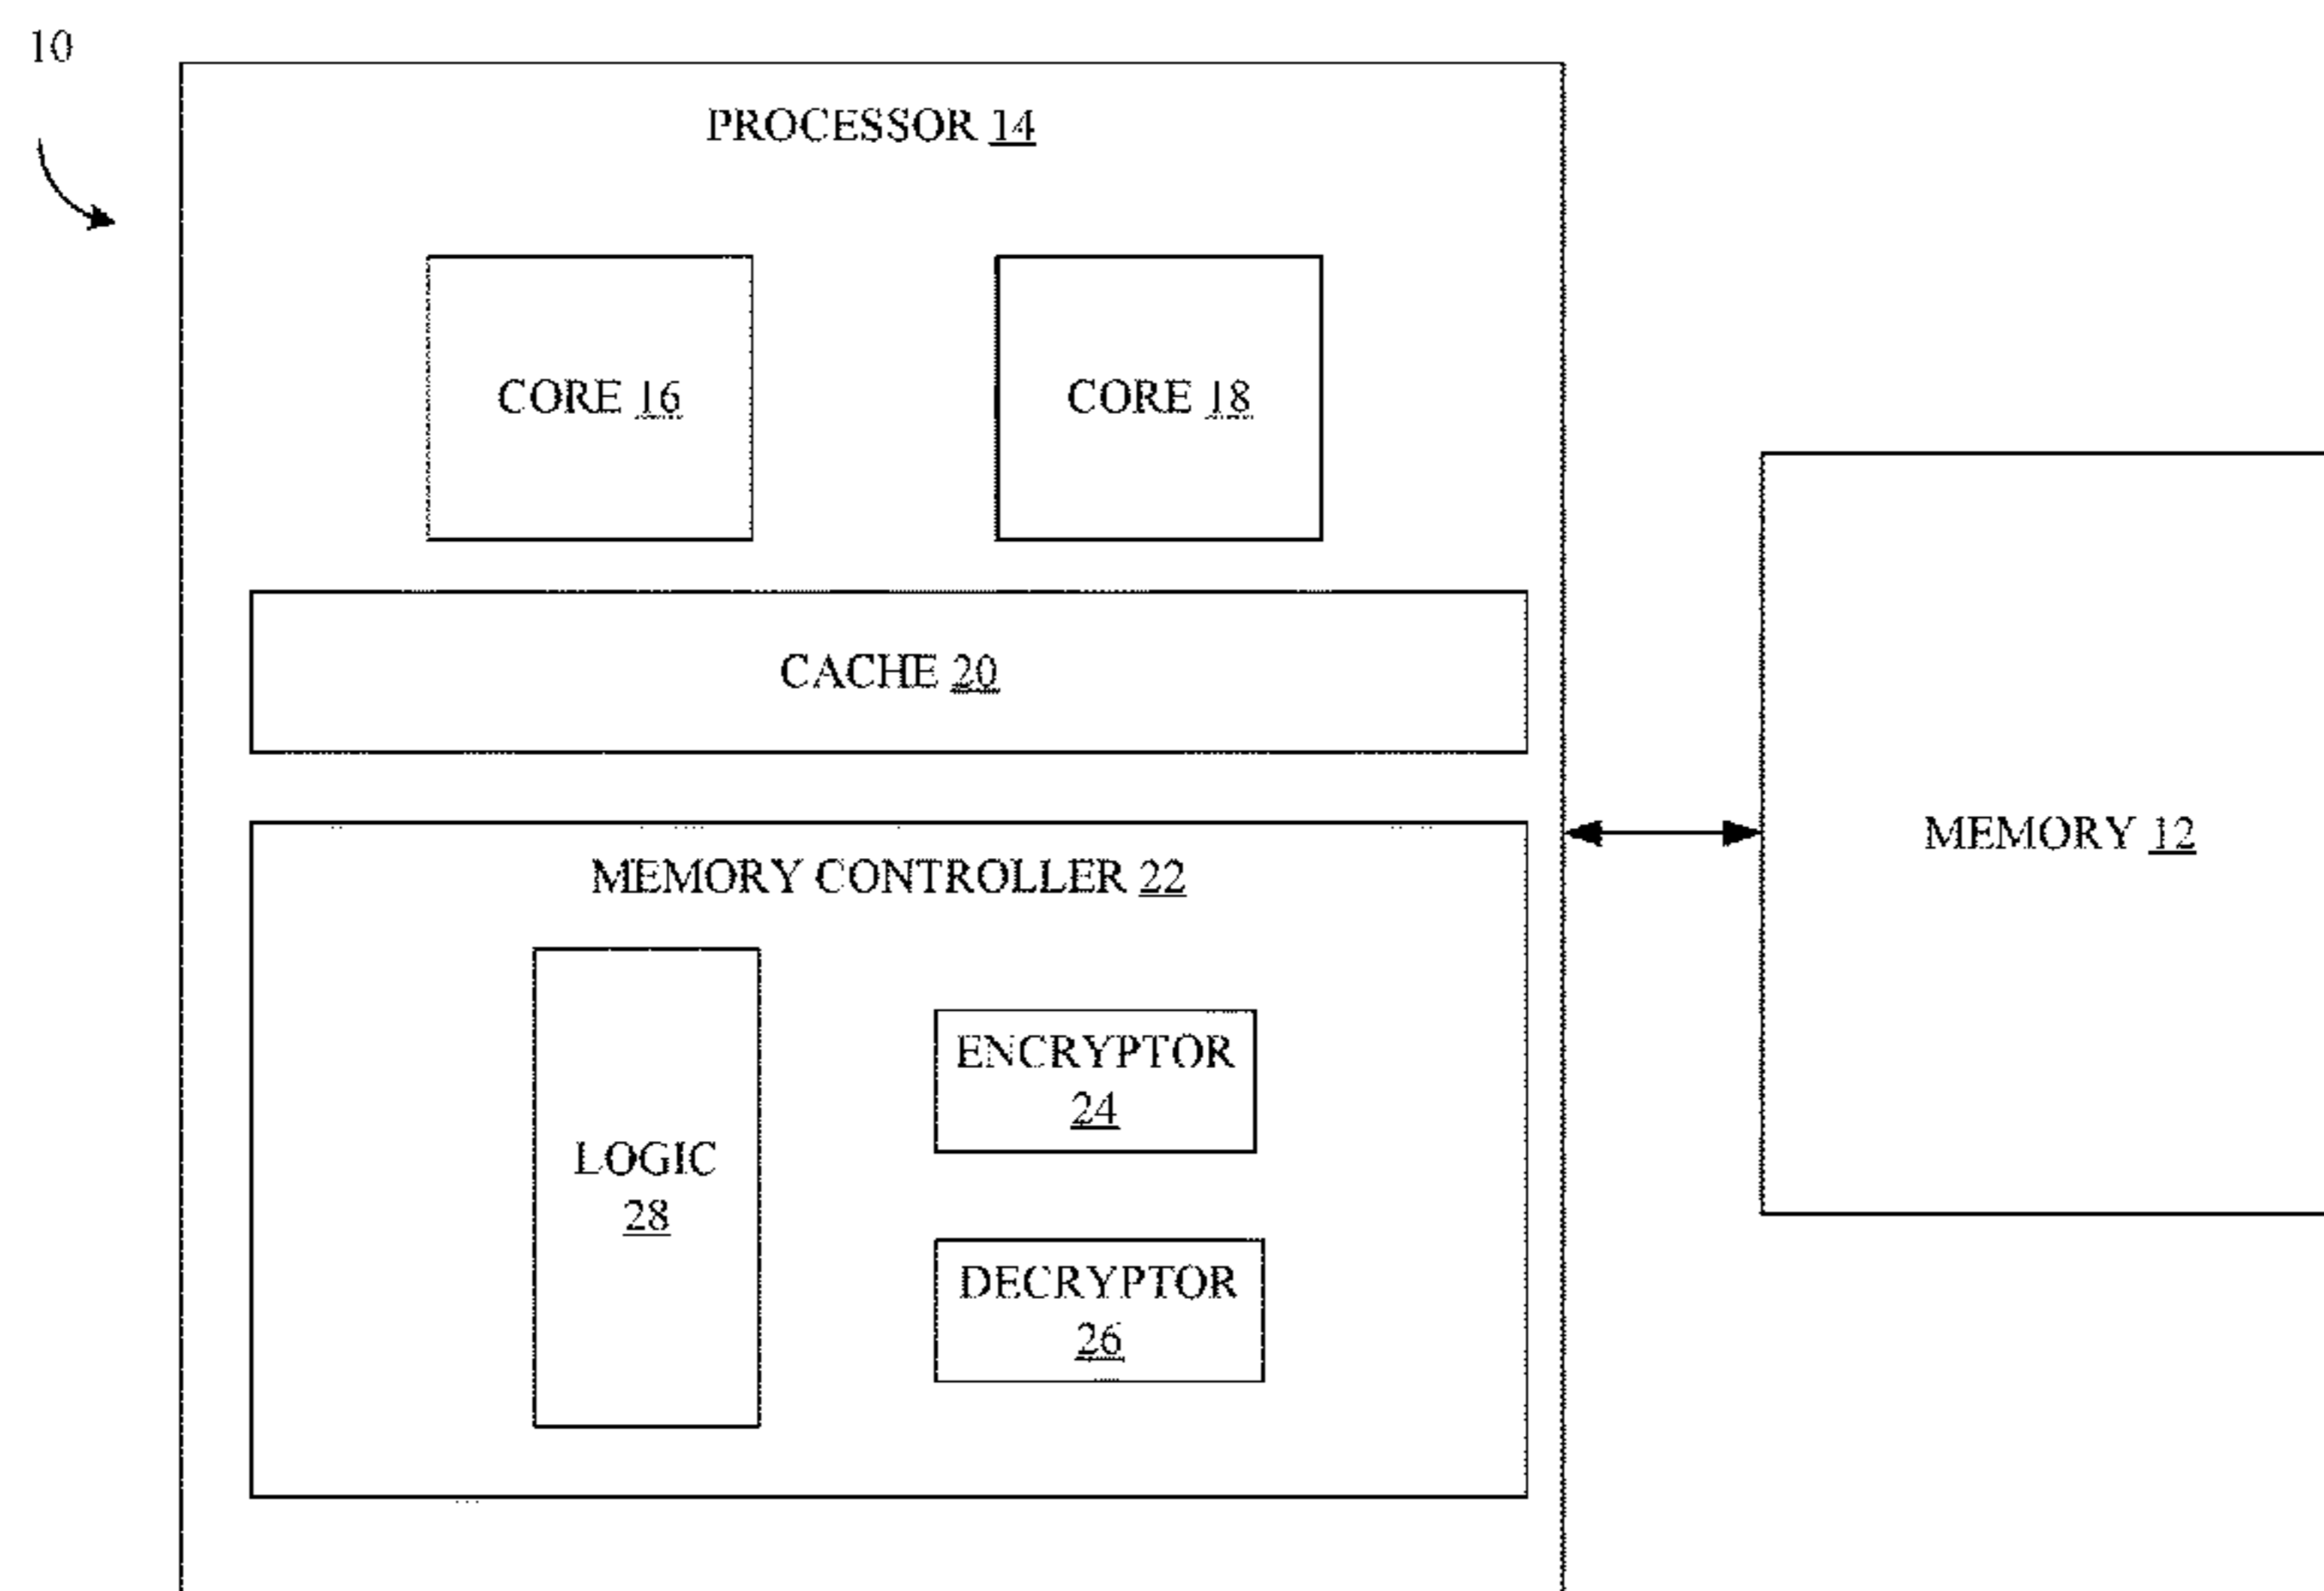 10
PROCESSOR 14
CORE 16
CORE 18
CACHE 20
MEMORY 12
MEMORY CONTROLLER 22
LOGIC
28
ENCRYPTOR
24
DECRYPTOR
26